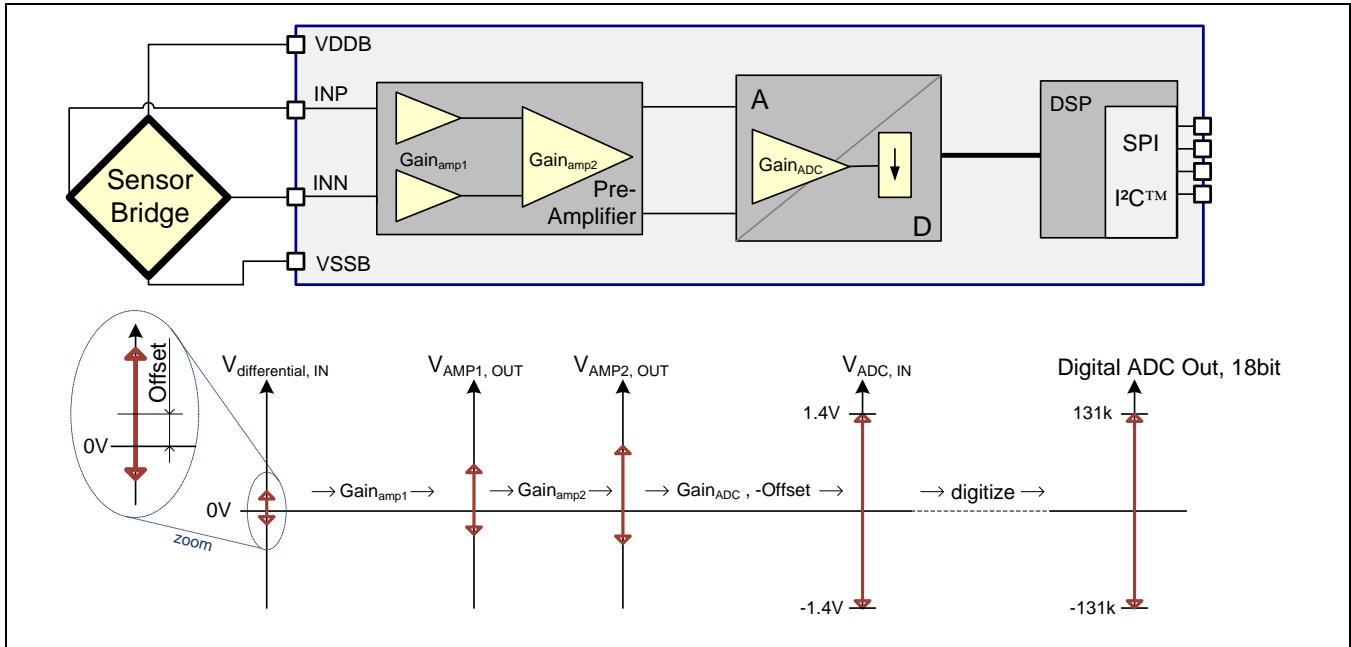 VDDB
INP
INN
VSSB
Sensor
Bridge
Gainamp1
Gainamp2
Pre-
Amplifier
A
GainADC
D
DSP
SPI
I²C™
Offset
0V
zoom
Vdifferential, IN
VAMP1, OUT
VAMP2, OUT
VADC, IN
Digital ADC Out, 18bit
1.4V
131k
0V
→ Gainamp1 →
→ Gainamp2 →
→ GainADC , -Offset →
→ digitize →
-1.4V
-131k